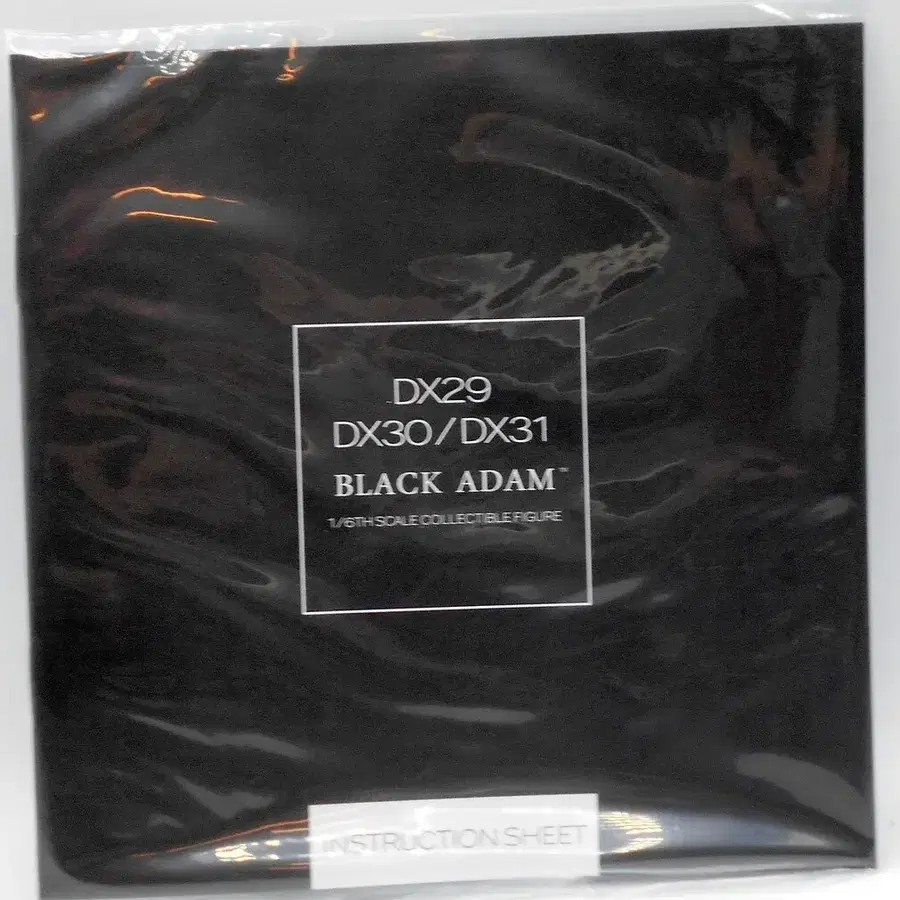 DX29
DX30/DX31
BLACK ADAM™
1/6TH SCALE COLLECTIBLE FIGURE
INSTRUCTION SHEET